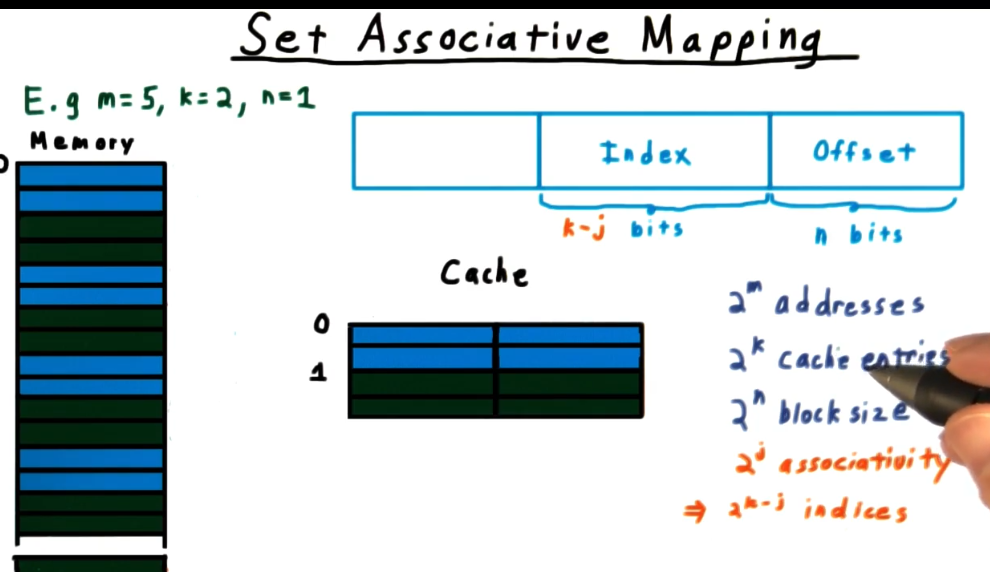 Set Associative Mapping
E.g m=5, k=2, n=1
Memory
0
Index
Offset
k-j bits
n bits
Cache
0
1
2^m addresses
2^k cache entries
2^n block size
2^j associativity
⇒ 2^k-j indices